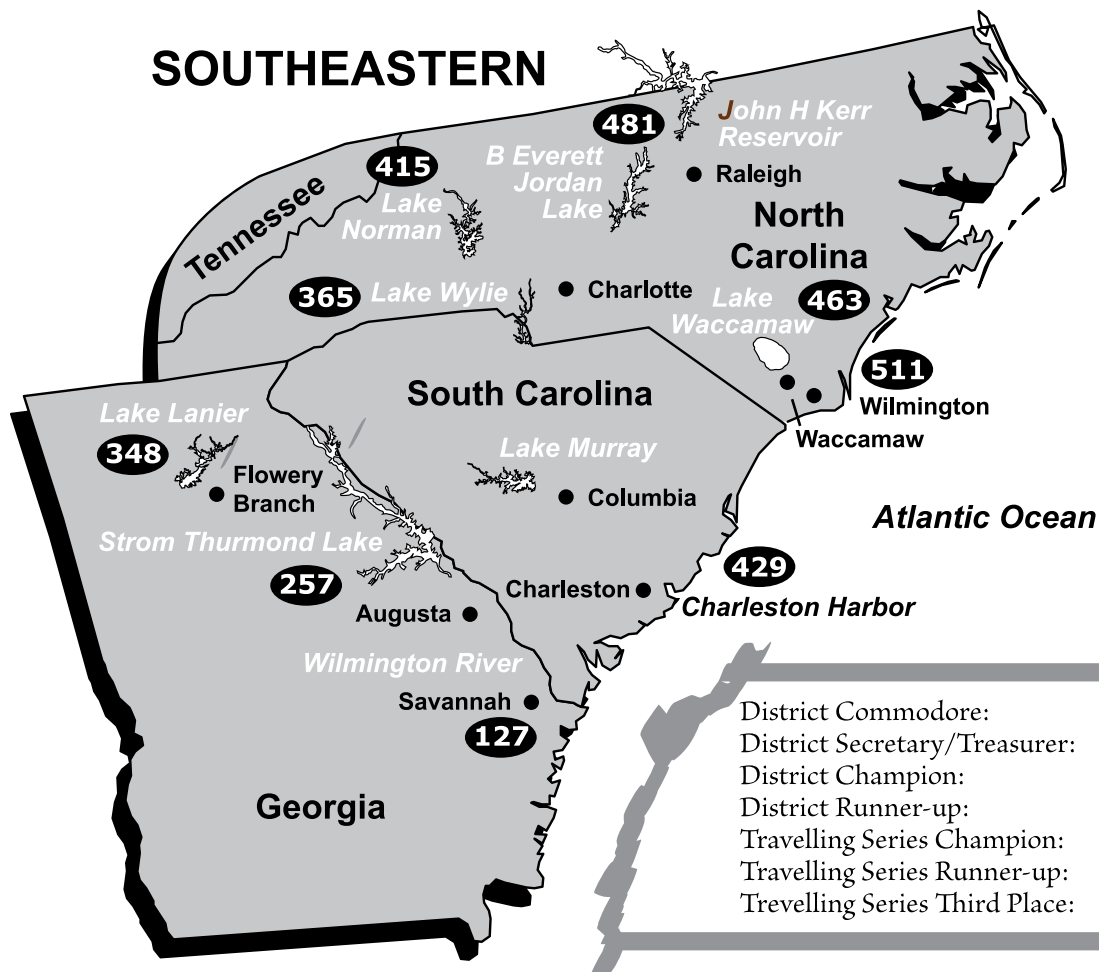 SOUTHEASTERN
481
John H Kerr
Reservoir
415
B Everett
Jordan
Lake
Raleigh
Tennessee
Lake
Norman
North
Carolina
365
Lake Wylie
Charlotte
Lake
Waccamaw
463
511
Wilmington
Waccamaw
South Carolina
Lake Lanier
348
Flowery
Branch
Lake Murray
Columbia
Atlantic Ocean
Strom Thurmond Lake
257
429
Charleston
Charleston Harbor
Augusta
Wilmington River
Savannah
127
Georgia
District Commodore:
District Secretary/Treasurer:
District Champion:
District Runner-up:
Travelling Series Champion:
Travelling Series Runner-up:
Trevelling Series Third Place: